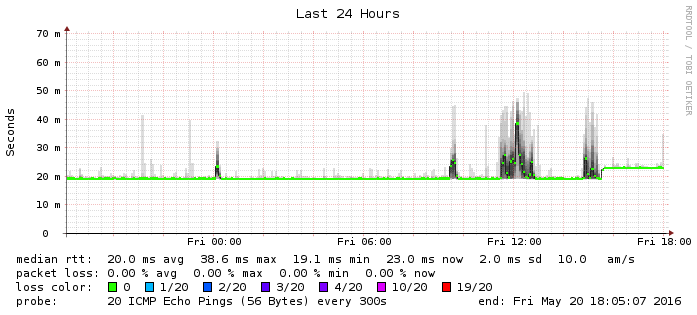 Last 24 Hours
RRDTOOL / TOBI OETIKER
70 m
60 m
50 m
40 m
30 m
20 m
10 m
0
Seconds
Fri 00:00 Fri 06:00 Fri 12:00 Fri 18:00
median rtt: 20.0 ms avg 38.6 ms max 19.1 ms min 23.0 ms now 2.0 ms sd 10.0 am/s
packet loss: 0.00 % avg 0.00 % max 0.00 % min 0.00 % now
loss color: 0 1/20 2/20 3/20 4/20 10/20 19/20
probe: 20 ICMP Echo Pings (56 Bytes) every 300s end: Fri May 20 18:05:07 2016